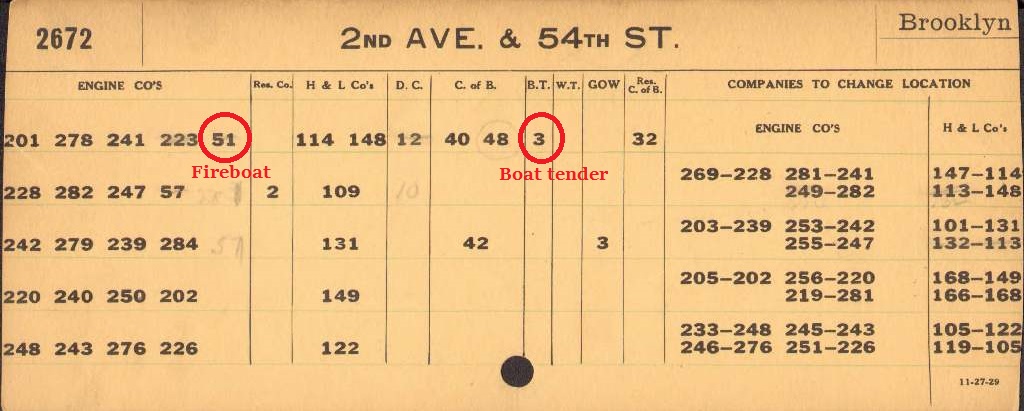 2672
2ND AVE. & 54TH ST.
Brooklyn
ENGINE CO'S Res. Co. H & L Co's D. C. C. of B. B.T. W.T. GOW Res. C. of B. COMPANIES TO CHANGE LOCATION
ENGINE CO'S H & L Co's
201 278 241 223 51 114 148 12 40 48 3 32
Fireboat Boat tender
269–228 281–241 147–114
228 282 247 57 2 109 10 249–282 113–148
203–239 253–242 101–131
242 279 239 284 57 131 42 3 255–247 132–113
205–202 256–220 168–149
220 240 250 202 149 219–281 166–168
233–248 245–243 105–122
248 243 276 226 122 246–276 251–226 119–105
11-27-29